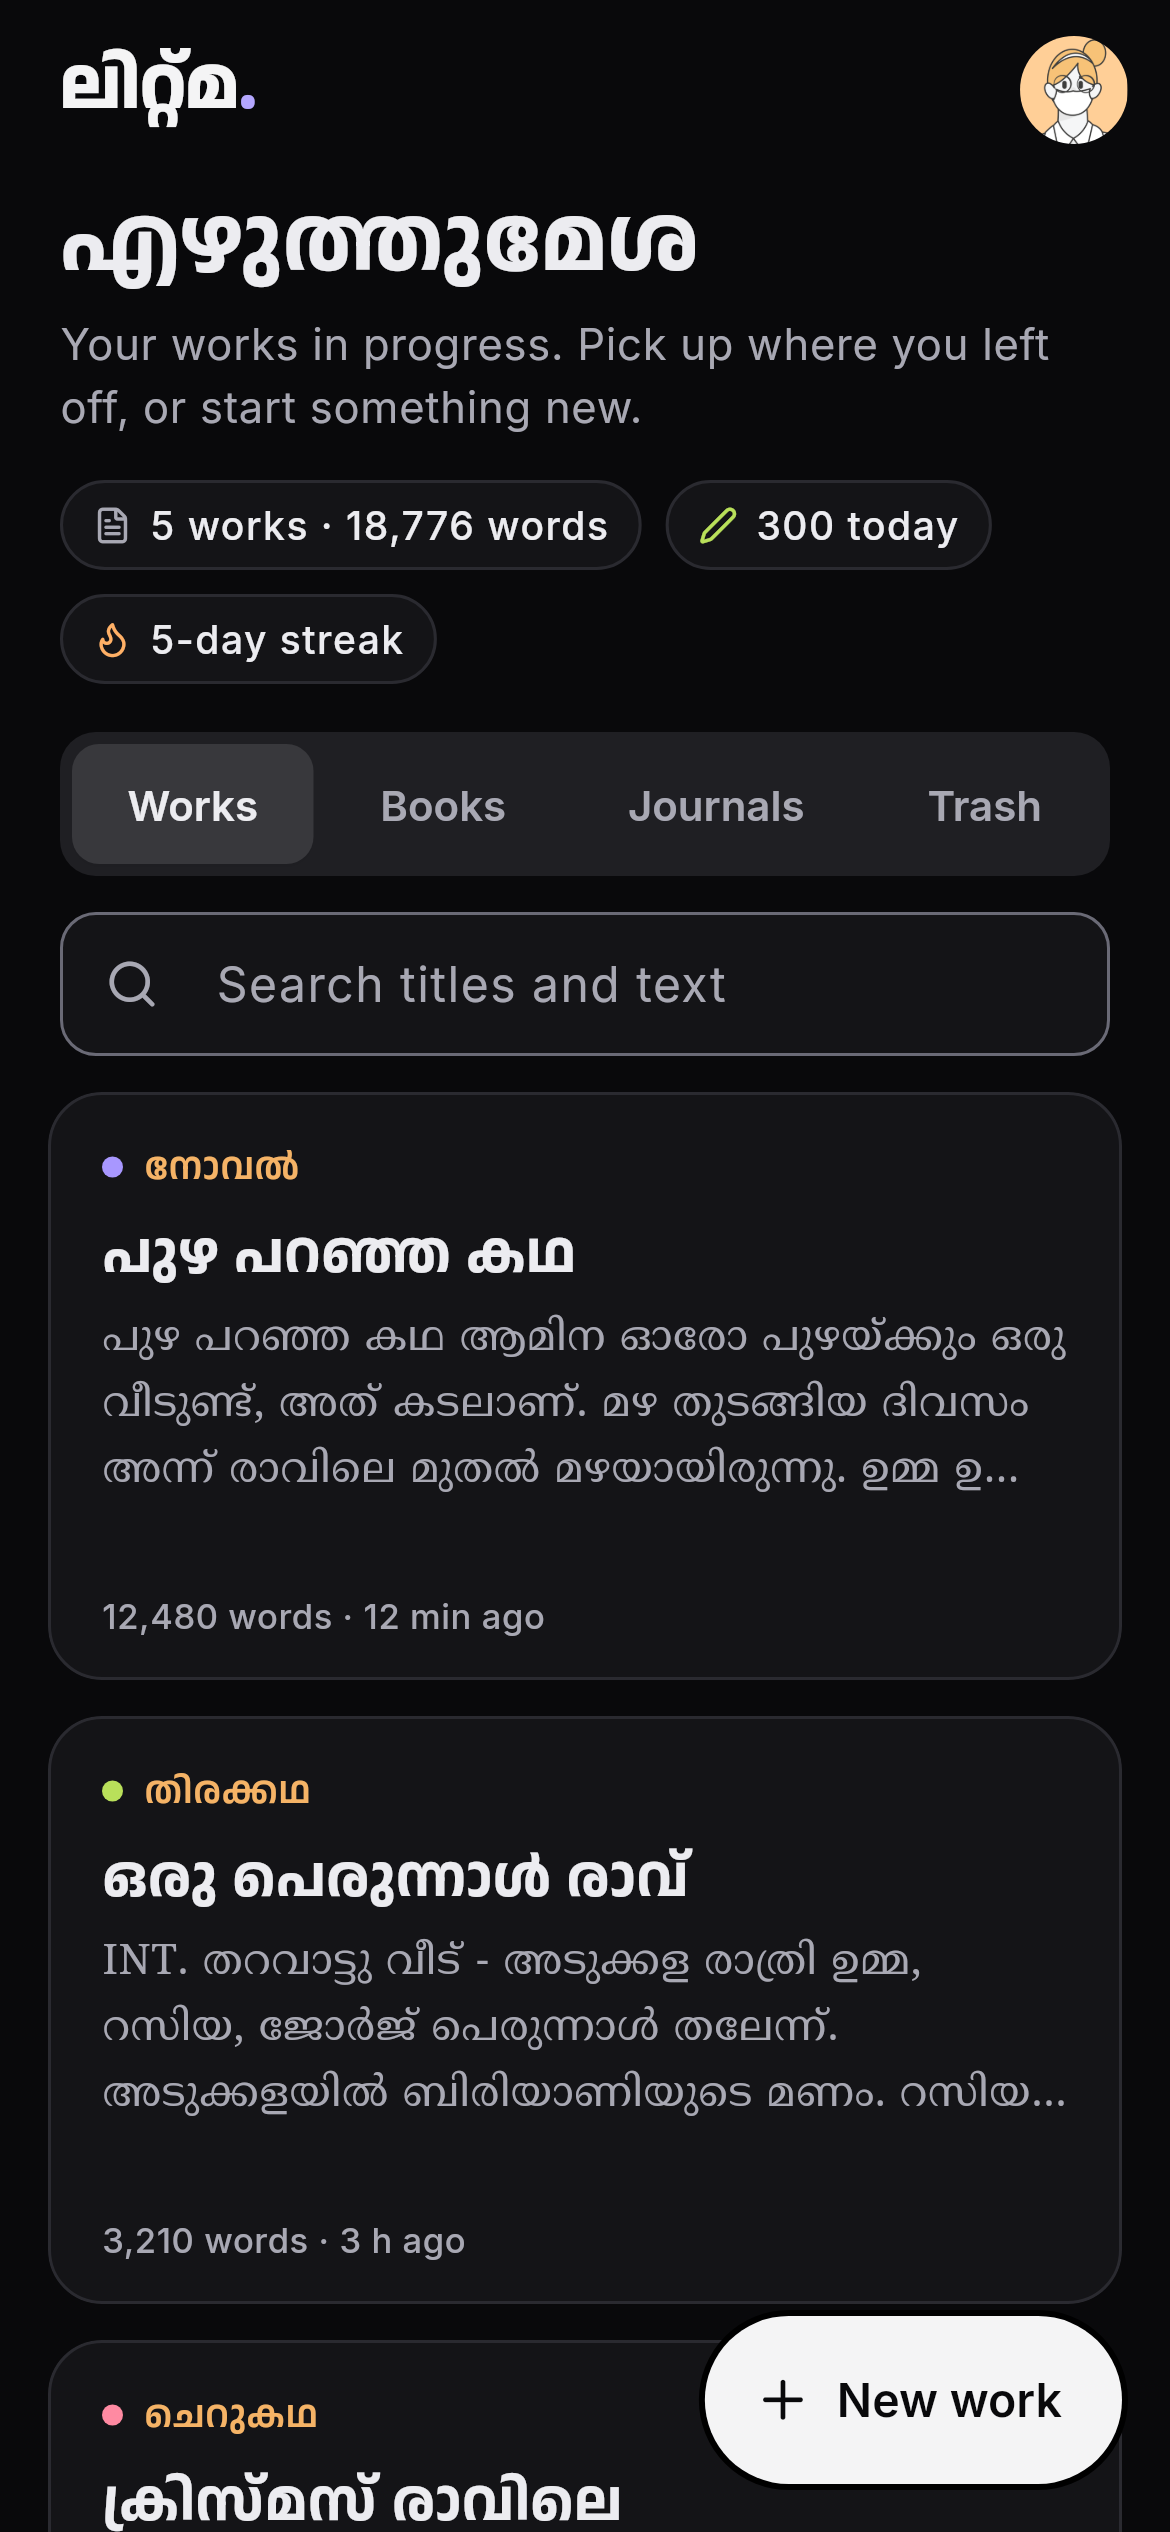 ലിറ്റ്മ.
എഴുത്തുമേശ
Your works in progress. Pick up where you left
off, or start something new.
5 works · 18,776 words
300 today
5-day streak
Works
Books
Journals
Trash
Search titles and text
നോവൽ
പുഴ പറഞ്ഞ കഥ
പുഴ പറഞ്ഞ കഥ ആമിന ഓരോ പുഴയ്ക്കും ഒരു
വീടുണ്ട്, അത് കടലാണ്. മഴ തുടങ്ങിയ ദിവസം
അന്ന് രാവിലെ മുതൽ മഴയായിരുന്നു. ഉമ്മ ഉ…
12,480 words · 12 min ago
തിരക്കഥ
ഒരു പെരുന്നാൾ രാവ്
INT. തറവാട്ടു വീട് - അടുക്കള രാത്രി ഉമ്മ,
റസിയ, ജോർജ് പെരുന്നാൾ തലേന്ന്.
അടുക്കളയിൽ ബിരിയാണിയുടെ മണം. റസിയ…
3,210 words · 3 h ago
ചെറുകഥ
ക്രിസ്മസ് രാവിലെ
New work